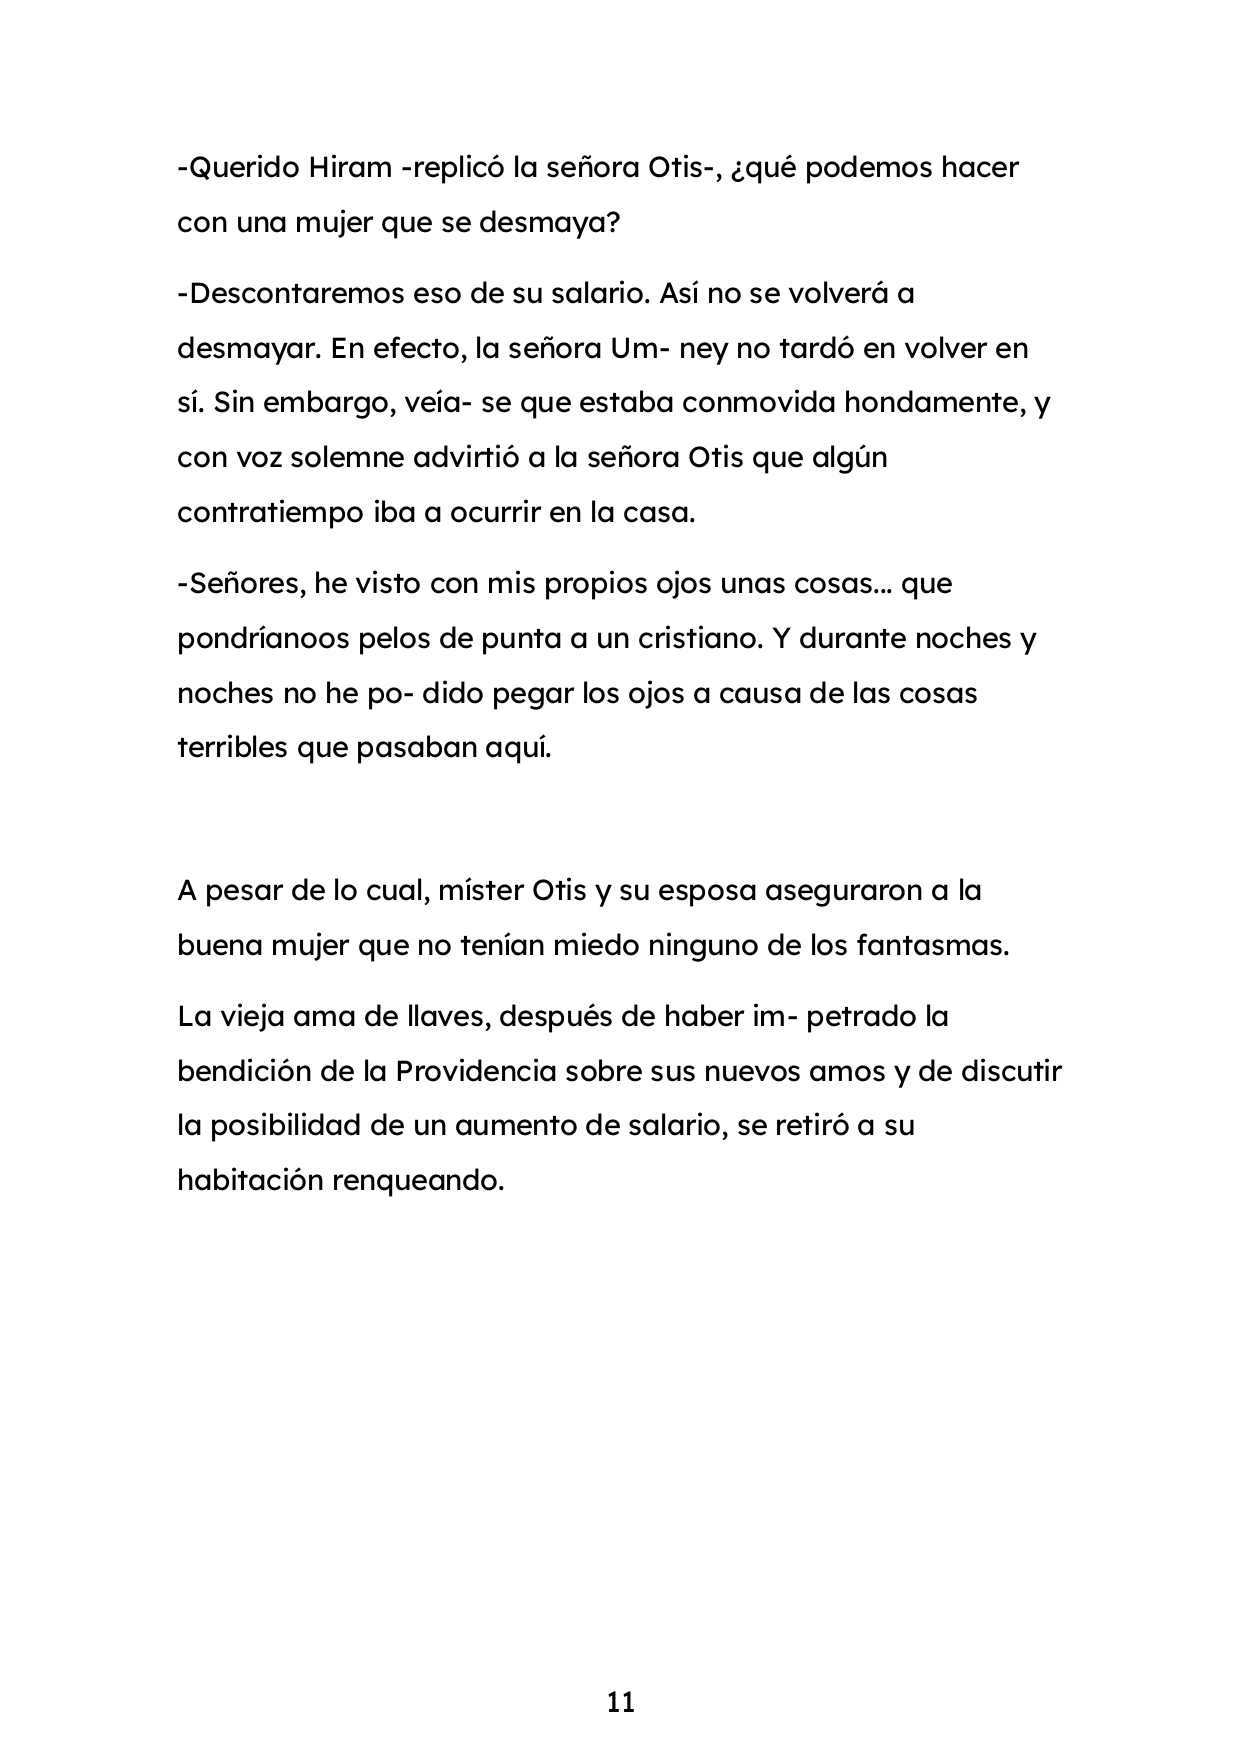 -Querido Hiram -replicó la señora Otis-, ¿qué podemos hacer
con una mujer que se desmaya?
-Descontaremos eso de su salario. Así no se volverá a
desmayar. En efecto, la señora Um- ney no tardó en volver en
sí. Sin embargo, veía- se que estaba conmovida hondamente, y
con voz solemne advirtió a la señora Otis que algún
contratiempo iba a ocurrir en la casa.
-Señores, he visto con mis propios ojos unas cosas... que
pondríanoos pelos de punta a un cristiano. Y durante noches y
noches no he po- dido pegar los ojos a causa de las cosas
terribles que pasaban aquí.
A pesar de lo cual, míster Otis y su esposa aseguraron a la
buena mujer que no tenían miedo ninguno de los fantasmas.
La vieja ama de llaves, después de haber im- petrado la
bendición de la Providencia sobre sus nuevos amos y de discutir
la posibilidad de un aumento de salario, se retiró a su
habitación renqueando.
11